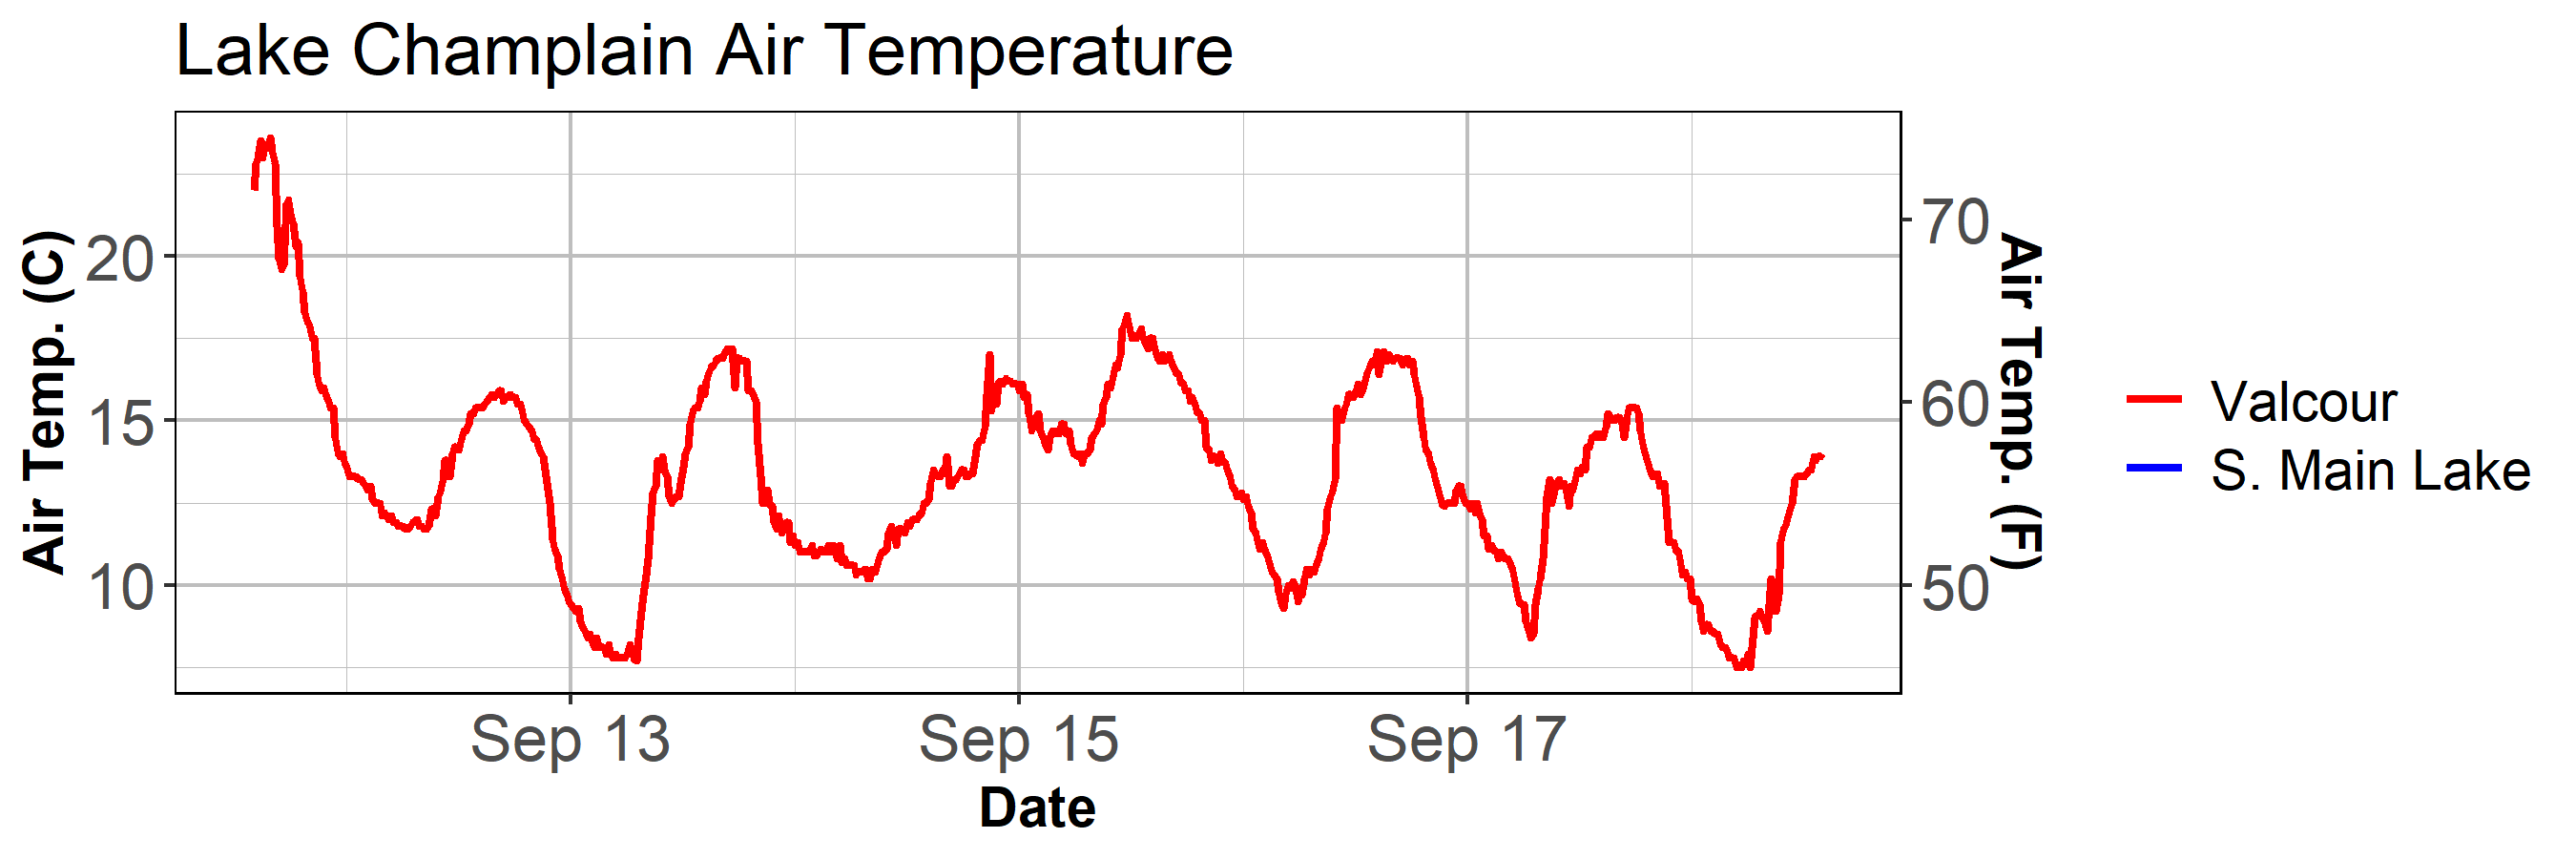 Lake Champlain Air Temperature
Air Temp. (C)
20
15
10
70
60
50
Air Temp. (F)
Sep 13
Sep 15
Sep 17
Date
Valcour
S. Main Lake